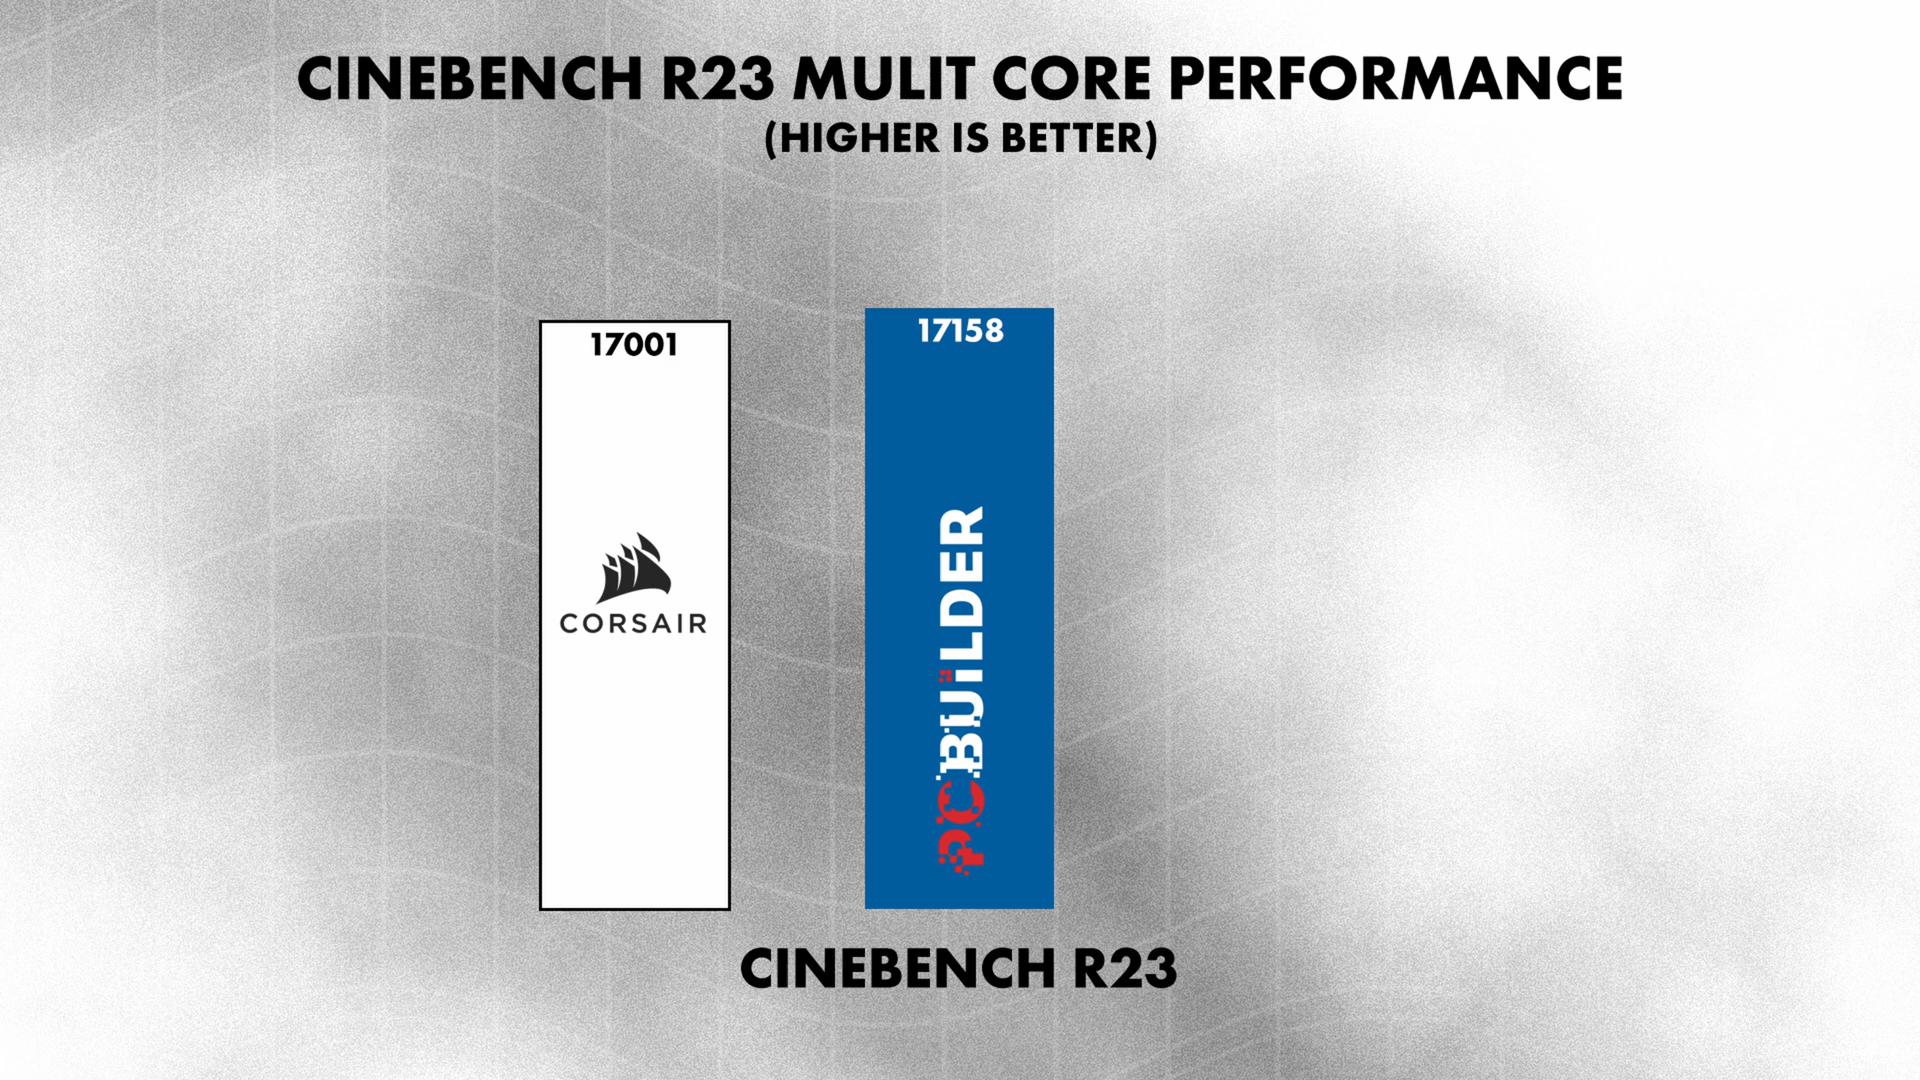 CINEBENCH R23 MULIT CORE PERFORMANCE
(HIGHER IS BETTER)
17001
17158
CORSAIR
PCBUiLDER
CINEBENCH R23